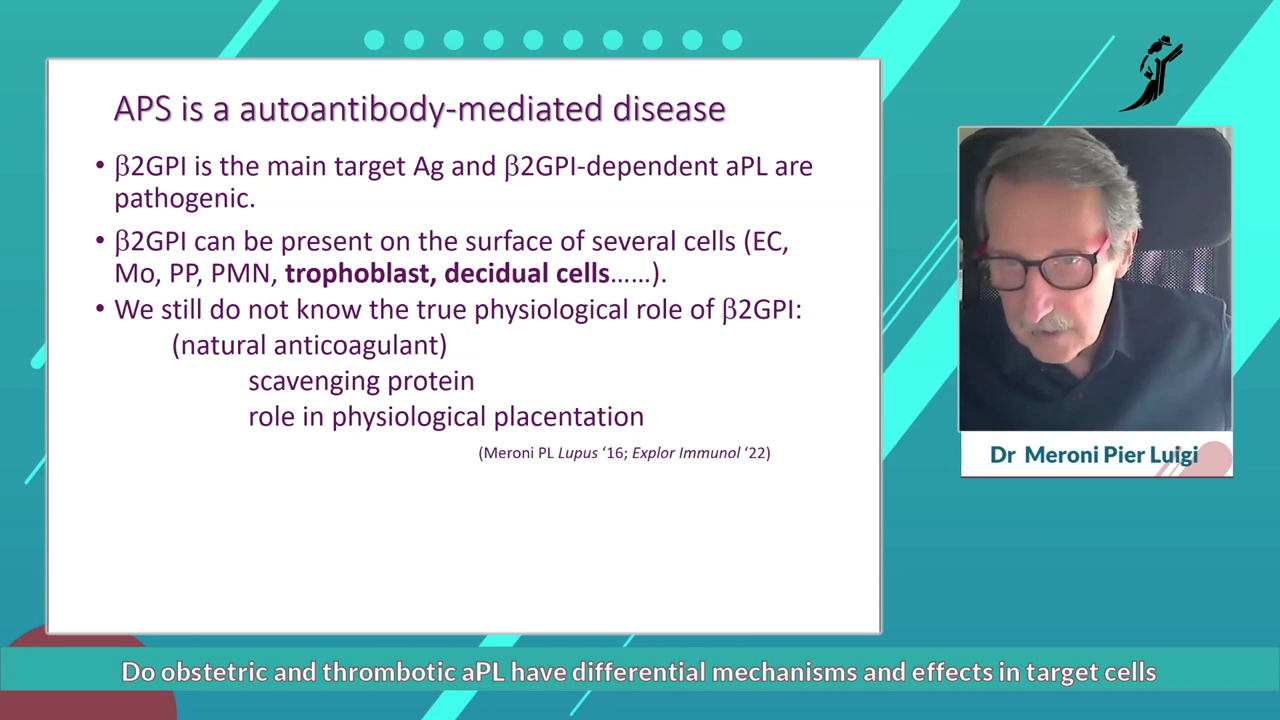 APS is a autoantibody-mediated disease
• β2GPI is the main target Ag and β2GPI-dependent aPL are
pathogenic.
• β2GPI can be present on the surface of several cells (EC,
Mo, PP, PMN, trophoblast, decidual cells……).
• We still do not know the true physiological role of β2GPI:
(natural anticoagulant)
scavenging protein
role in physiological placentation
(Meroni PL Lupus ‘16; Explor Immunol ‘22)
Dr Meroni Pier Luigi
Do obstetric and thrombotic aPL have differential mechanisms and effects in target cells